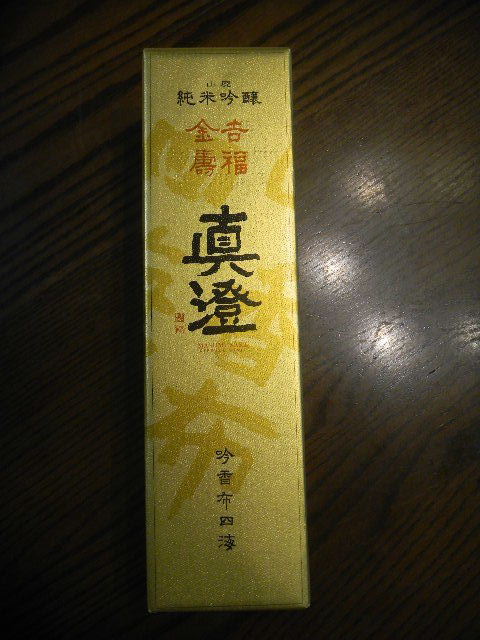 山廃
純米吟醸
吉福
金寿
真澄
吟香布四海